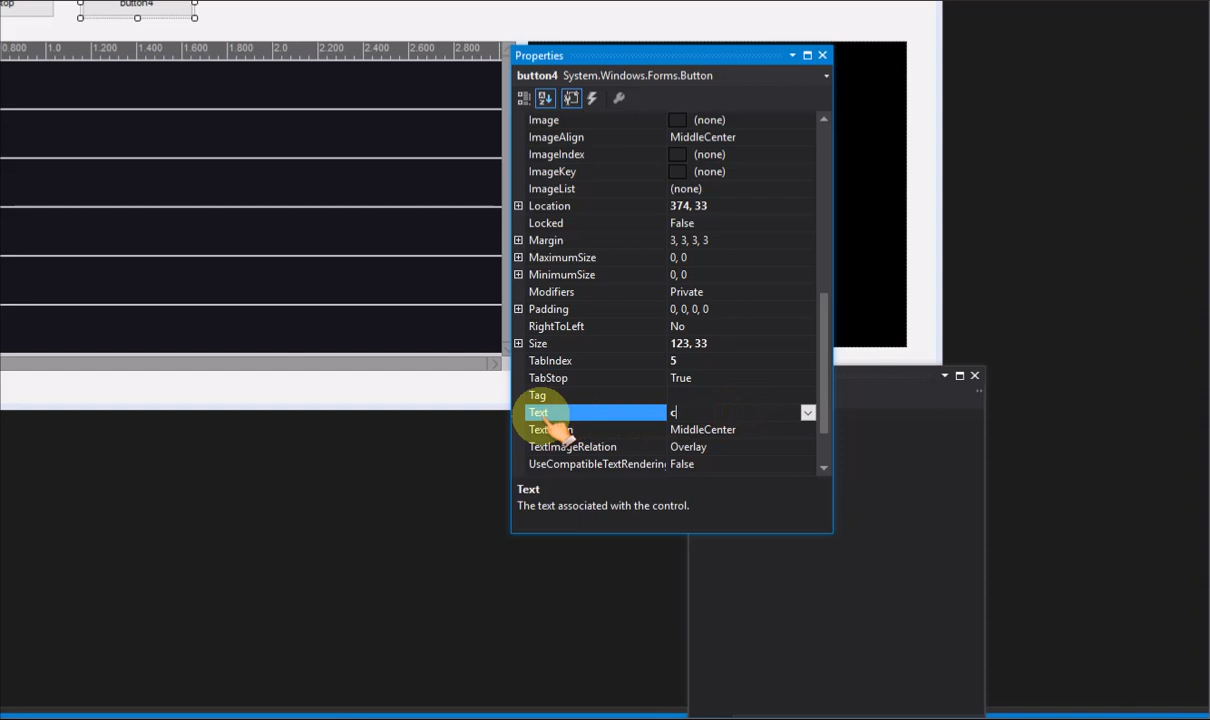 top
button4
0.800 1.0 1.200 1.400 1.600 1.800 2.0 2.200 2.400 2.600 2.800
Properties
button4 System.Windows.Forms.Button
Image (none)
ImageAlign MiddleCenter
ImageIndex (none)
ImageKey (none)
ImageList (none)
Location 374, 33
Locked False
Margin 3, 3, 3, 3
MaximumSize 0, 0
MinimumSize 0, 0
Modifiers Private
Padding 0, 0, 0, 0
RightToLeft No
Size 123, 33
TabIndex 5
TabStop True
Tag
Text c
MiddleCenter
TextImageRelation Overlay
UseCompatibleTextRendering False
Text
The text associated with the control.